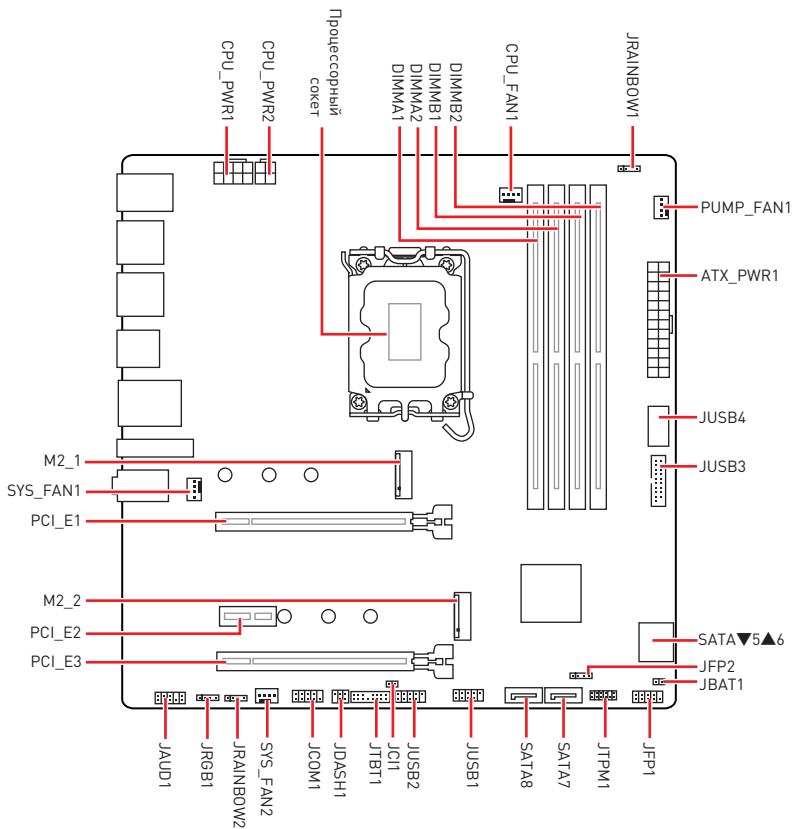 CPU_PWR1
CPU_PWR2
Процессорный
сокет
DIMMA1
DIMMA2
DIMMB1
DIMMB2
CPU_FAN1
JRAINBOW1
PUMP_FAN1
ATX_PWR1
JUSB4
JUSB3
M2_1
SYS_FAN1
PCI_E1
M2_2
PCI_E2
PCI_E3
SATA▼5▲6
JFP2
JBAT1
JAUD1
JRGB1
JRAINBOW2
SYS_FAN2
JCOM1
JDASH1
JTBT1
JCI1
JUSB2
JUSB1
SATA8
SATA7
JTPM1
JFP1